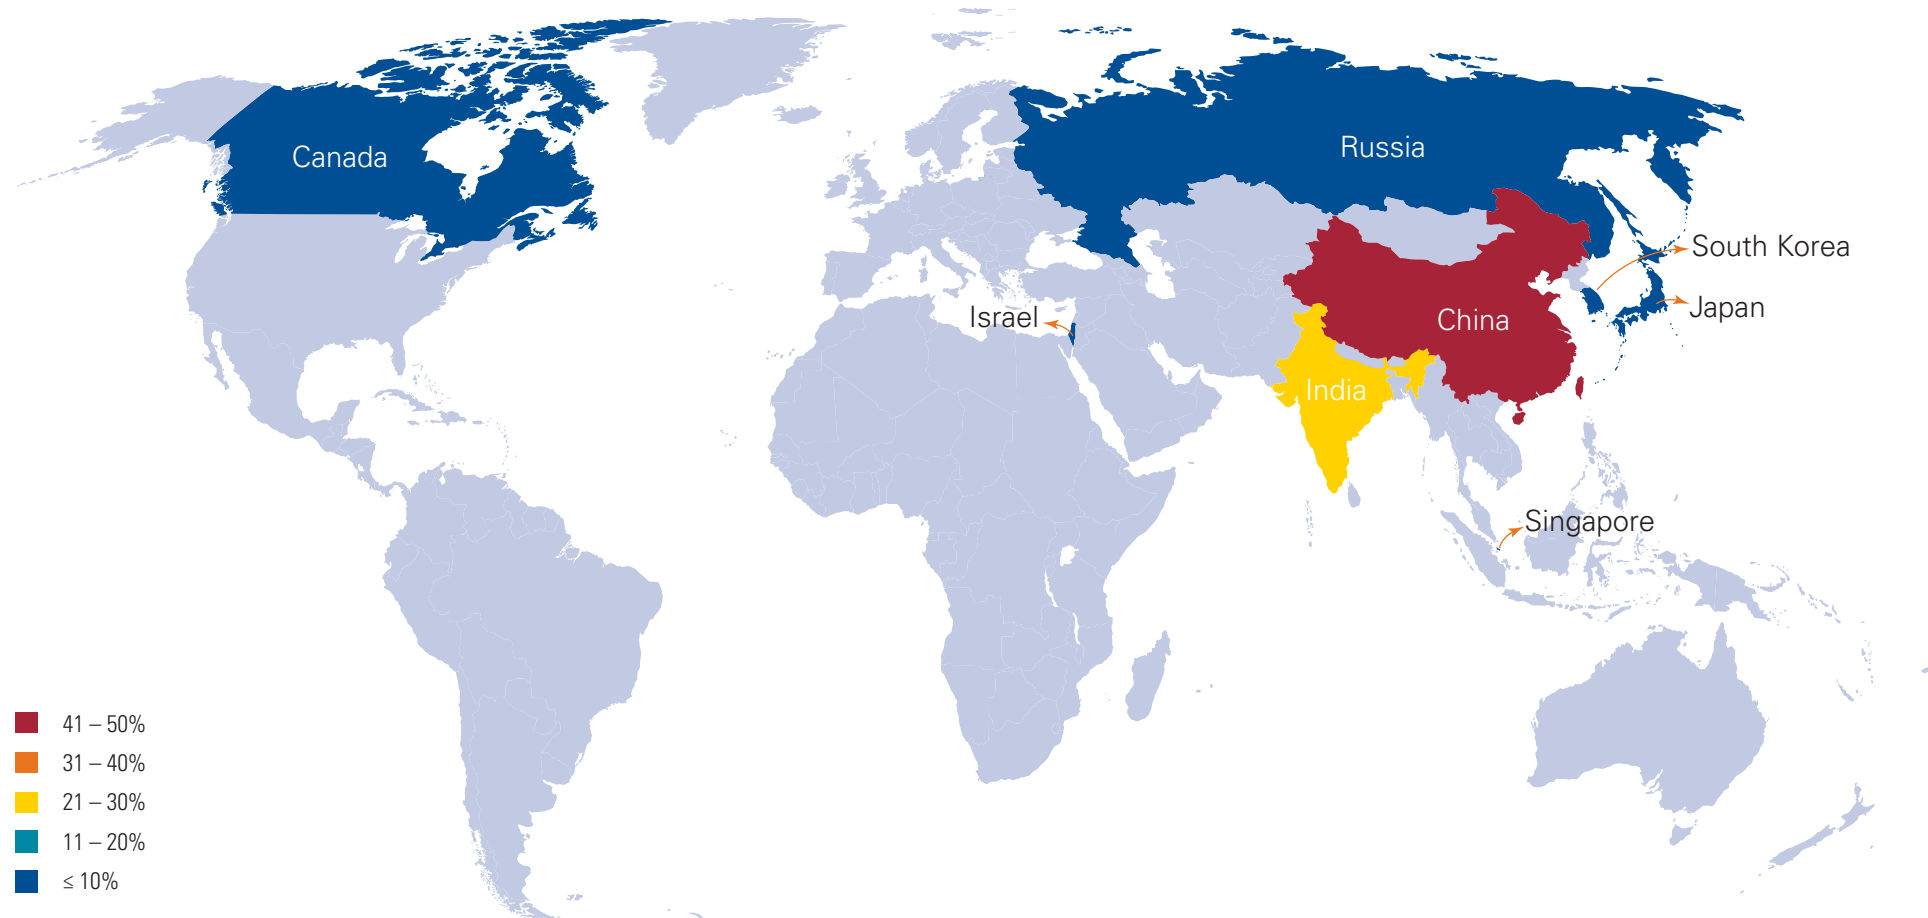 Canada
Russia
South Korea
Israel
Japan
China
India
Singapore
41 – 50%
31 – 40%
21 – 30%
11 – 20%
≤ 10%